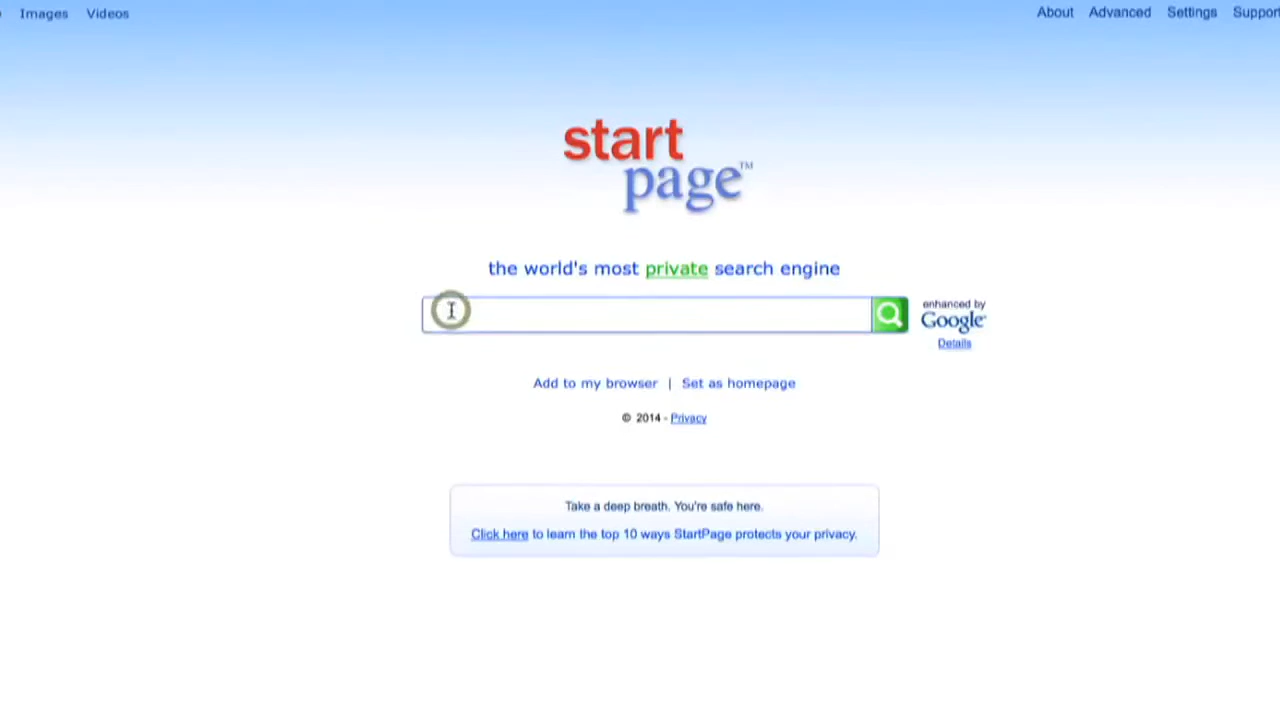 Images Videos About Advanced Settings Support
start
page™
the world's most private search engine
enhanced by
Google
Details
Add to my browser | Set as homepage
© 2014 - Privacy
Take a deep breath. You're safe here.
Click here to learn the top 10 ways StartPage protects your privacy.